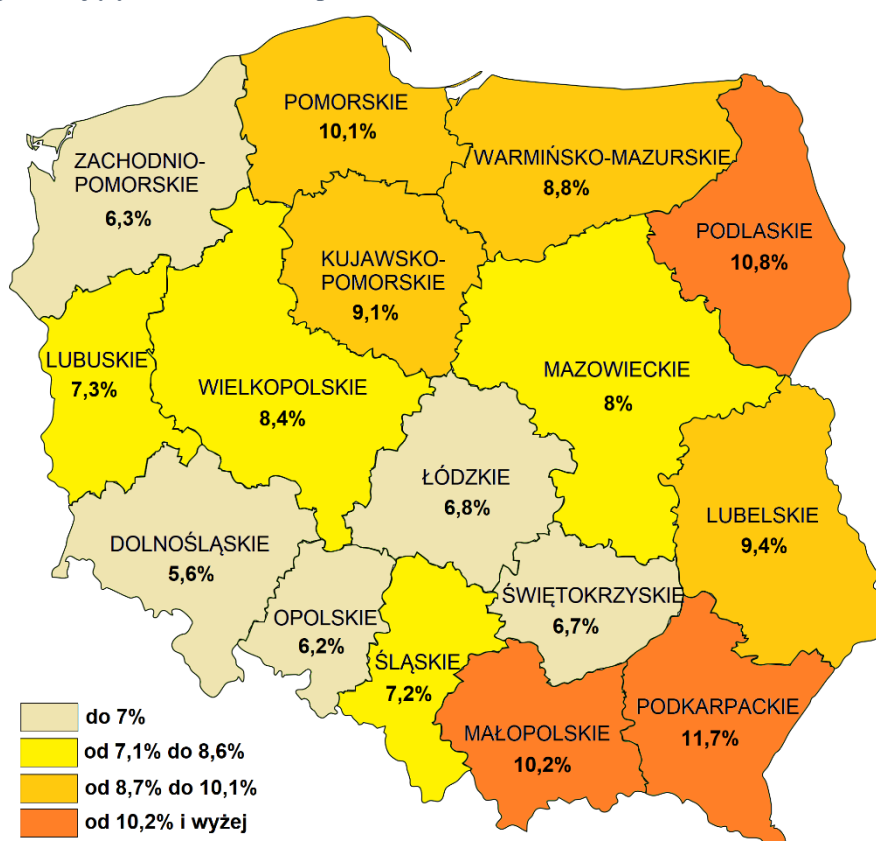 POMORSKIE
10,1%
ZACHODNIO-
POMORSKIE
6,3%
WARMIŃSKO-MAZURSKIE
8,8%
PODLASKIE
10,8%
KUJAWSKO-
POMORSKIE
9,1%
LUBUSKIE
7,3%
WIELKOPOLSKIE
8,4%
MAZOWIECKIE
8%
ŁÓDZKIE
6,8%
LUBELSKIE
9,4%
DOLNOŚLĄSKIE
5,6%
OPOLSKIE
6,2%
ŚWIĘTOKRZYSKIE
6,7%
ŚLĄSKIE
7,2%
MAŁOPOLSKIE
10,2%
PODKARPACKIE
11,7%
do 7%
od 7,1% do 8,6%
od 8,7% do 10,1%
od 10,2% i wyżej